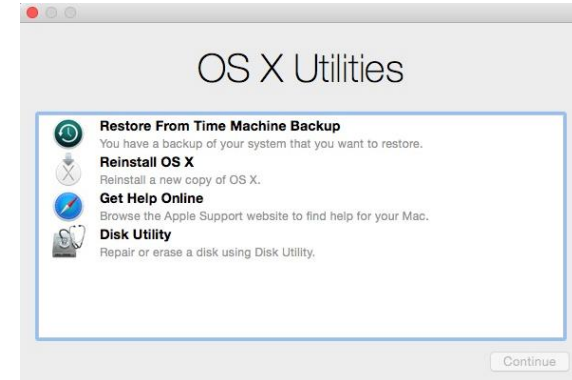 OS X Utilities
Restore From Time Machine Backup
You have a backup of your system that you want to restore.
Reinstall OS X
Reinstall a new copy of OS X.
Get Help Online
Browse the Apple Support website to find help for your Mac.
Disk Utility
Repair or erase a disk using Disk Utility.
Continue